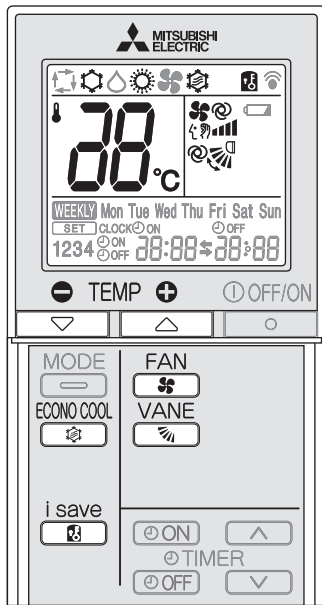 MITSUBISHI
ELECTRIC
88°C
WEEKLY Mon Tue Wed Thu Fri Sat Sun
SET CLOCK ON OFF
1234 ON OFF 88:88 88:88
TEMP OFF/ON
MODE FAN
ECONO COOL VANE
i save
ON
TIMER
OFF